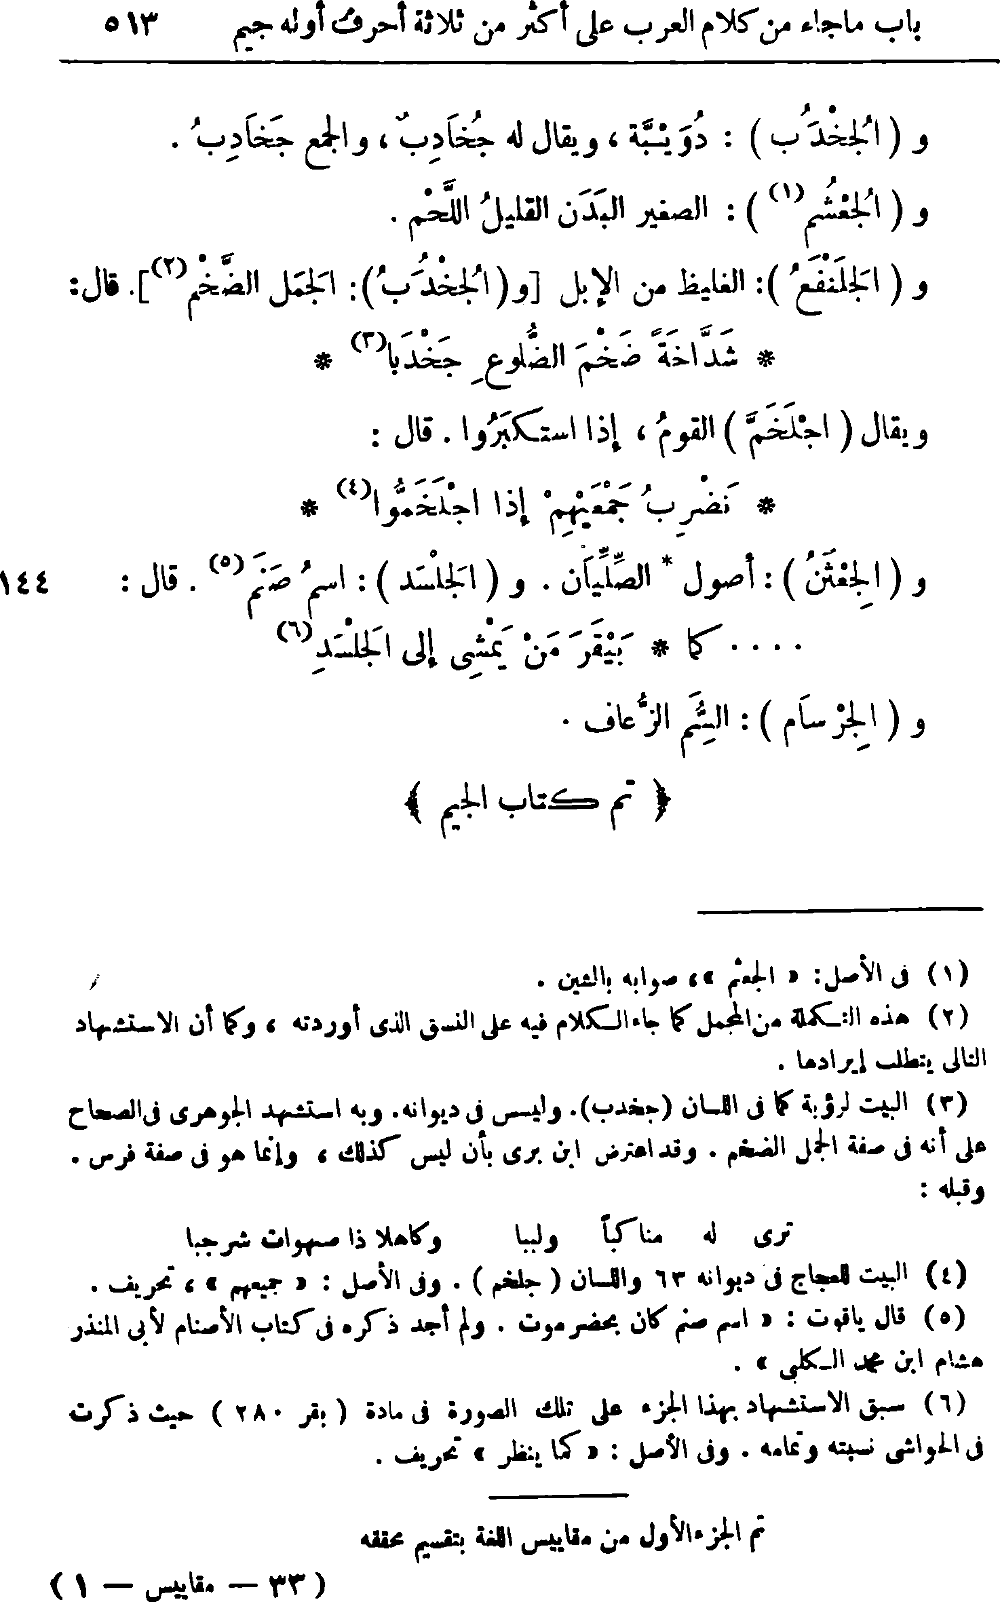 باب ماجاء من كلام العرب على أكثر من ثلاثة أحرف أوله جيم ٥١٣
و ( الجُخْدَُب ) : دُوَيْبَّة ، ويقال له جُخَادِبٌ ، والجمع جَخَادِبُ .
و ( الجُعْشُم(١) ) : الصغير البَدَن القليلُ اللَّحْم .
و ( الجَلَنْفَعُ ) : الغليظ من الإبل [و( الجُخْدَُبُ ) : الجَمَل الضَّخْم(٢)]. قال :
* شَدَّاخَةً ضَخْمَ الضُّلوعِ جَخْدَبا(٣) *
ويقال ( اجْلَخَمَّ ) القومُ ، إذا استكبَرُوا . قال :
* نَضْرِبُ جَمْعَيْهِمْ إذا اجْلَخَمُّوا(٤) *
و ( الجِعْثَنُ ) : أصول * الصِّلِّيان . و ( الجَلْسَد ) : اسمُ صَنَم(٥) . قال : ١٤٤
. . . . كما * بَيْقَرَ مَنْ يَمْشِى إلى الجَلْسَدِ(٦)
و ( الجِرْسام ) : السُِّم الزُّعاف .
﴿ تم كتاب الجيم ﴾
(١) فى الأصل : « الجعثم »، صوابه بالشين .
(٢) هذه التكملة من المجمل كما جاء الكلام فيه على النسق الذى أوردته ، وكما أن الاستشهاد
التالى يتطلب إيرادها .
(٣) البيت لرؤبة كما فى اللسان (جخدب). وليس فى ديوانه. وبه استشهد الجوهرى فى الصحاح
على أنه فى صفة الجمل الضخم . وقد اعترض ابن برى بأن ليس كذلك ، وإنما هو فى صفة فرس .
وقبله :
ترى له مناكباً ولببا وكاهلا ذا صهوات شرجبا
(٤) البيت للعجاج فى ديوانه ٦٣ واللسان ( جلخم ) . وفى الأصل : « جميعهم » ، تحريف .
(٥) قال ياقوت : « اسم صنم كان بحضرموت . ولم أجد ذكره فى كتاب الأصنام لأبى المنذر
هشام ابن محمد الكلبى » .
(٦) سبق الاستشهاد بهذا الجزء على تلك الصورة فى مادة ( بقر ٢٨٠ ) حيث ذكرت
فى الحواشى نسبته وتمامه . وفى الأصل : « كما ينظر » تحريف .
تم الجزء الأول من مقاييس اللغة بتقسيم محققه
( ٣٣ — مقاييس — ١ )